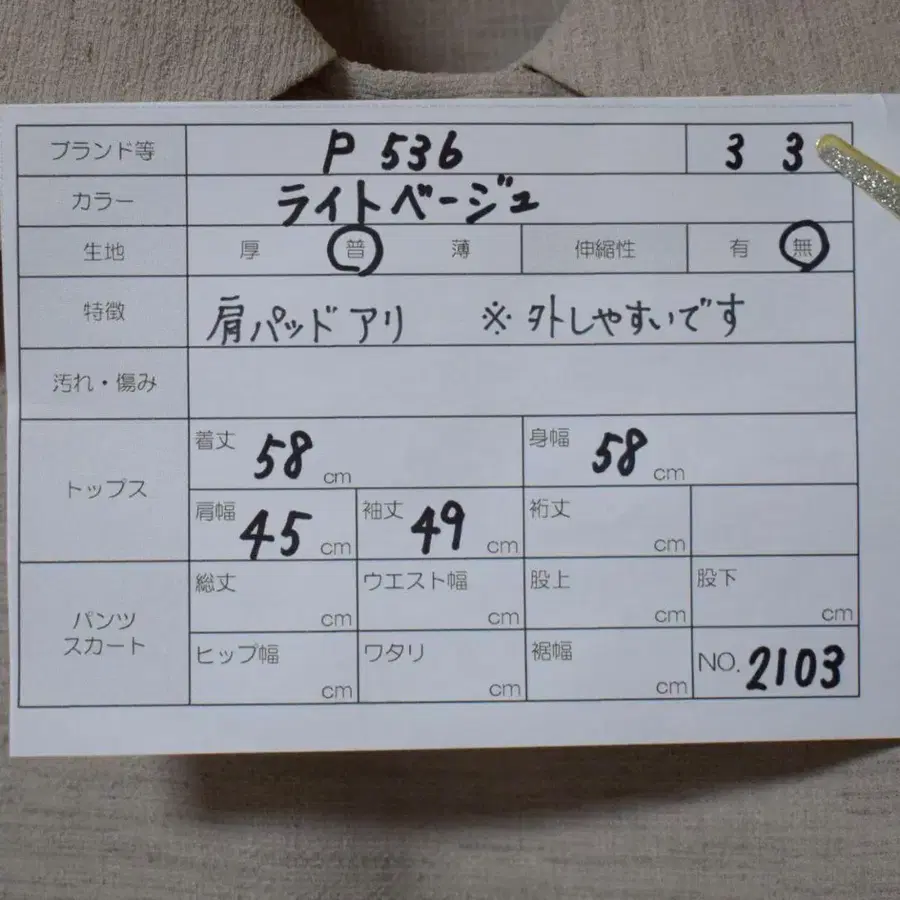 ブランド等 P 536 3 3
カラー ライトベージュ
生地 厚 普 薄 伸縮性 有 無
特徴 肩パッドアリ ※外しやすいです
汚れ・傷み
トップス
着丈 58 cm 身幅 58 cm
肩幅 45 cm 袖丈 49 cm 裄丈 cm
パンツ
スカート
総丈 cm ウエスト幅 cm 股上 cm 股下 cm
ヒップ幅 cm ワタリ cm 裾幅 cm NO. 2103